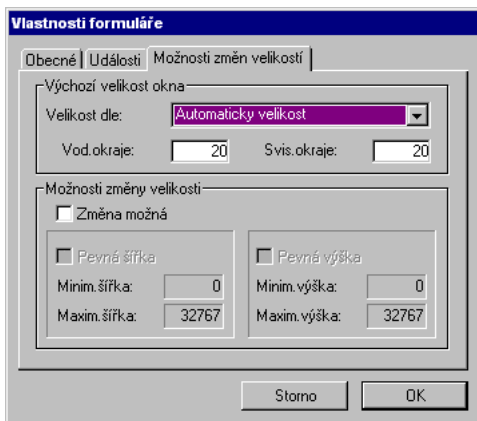 Vlastnosti formuláře
Obecné Události Možnosti změn velikostí
Výchozí velikost okna
Velikost dle: Automaticky velikost
Vod.okraje: 20 Svis.okraje: 20
Možnosti změny velikosti
Změna možná
Pevná šířka Pevná výška
Minim.šířka: 0 Minim.výška: 0
Maxim.šířka: 32767 Maxim.výška: 32767
Storno OK